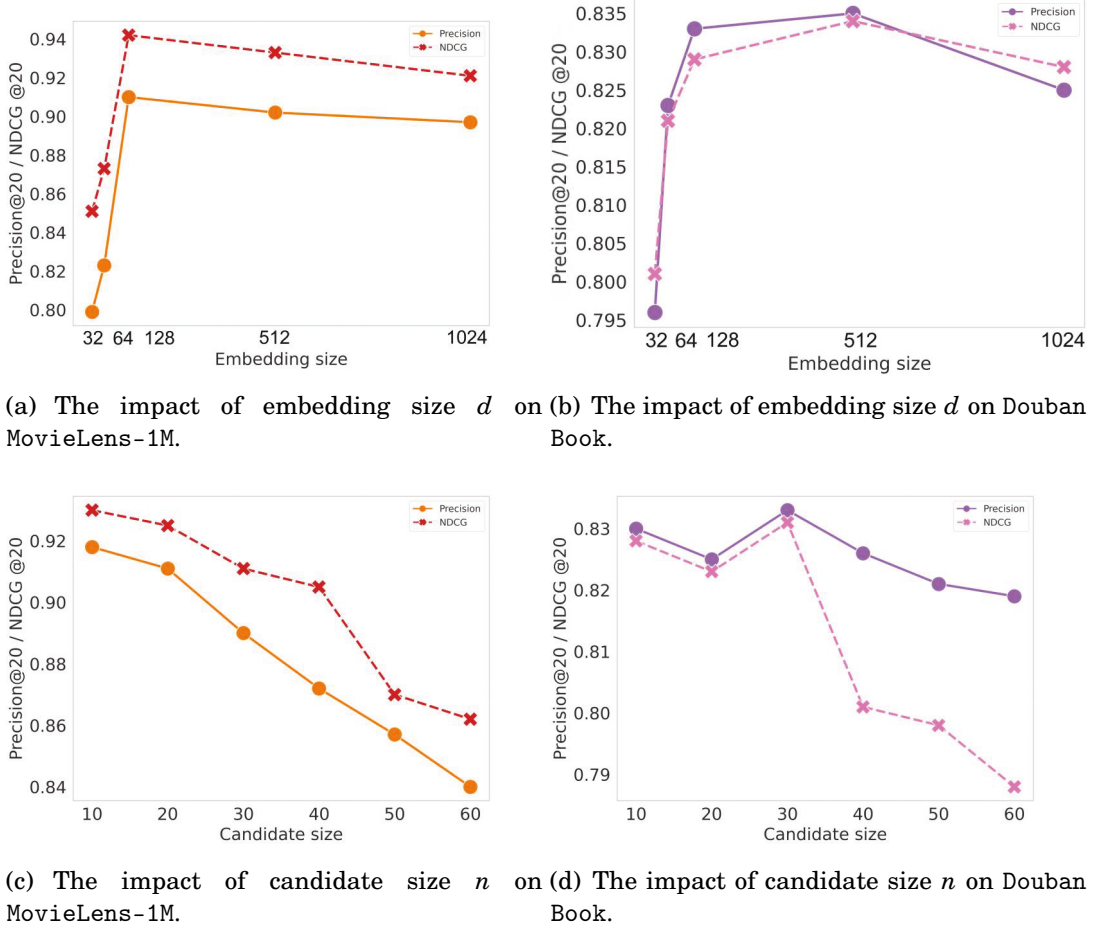 Precision
NDCG
0.94
0.92
0.90
0.88
0.86
0.84
0.82
0.80
Precision@20 / NDCG @20
32 64 128 512 1024
Embedding size
Precision
NDCG
0.835
0.830
0.825
0.820
0.815
0.810
0.805
0.800
0.795
Precision@20 / NDCG @20
32 64 128 512 1024
Embedding size
(a) The impact of embedding size d on
MovieLens-1M.
(b) The impact of embedding size d on Douban
Book.
Precision
NDCG
0.92
0.90
0.88
0.86
0.84
Precision@20 / NDCG @20
10 20 30 40 50 60
Candidate size
Precision
NDCG
0.83
0.82
0.81
0.80
0.79
Precision@20 / NDCG @20
10 20 30 40 50 60
Candidate size
(c) The impact of candidate size n on
MovieLens-1M.
(d) The impact of candidate size n on Douban
Book.